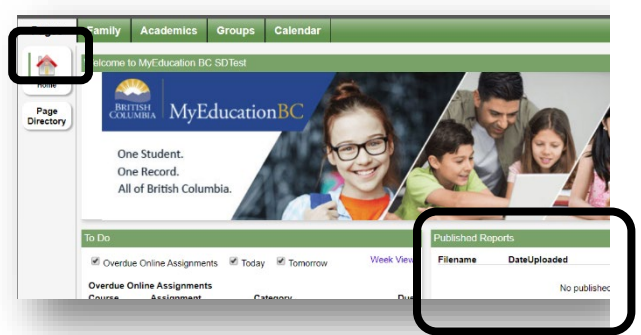 Family Academics Groups Calendar
Welcome to MyEducation BC SDTest
Home
Page
Directory
BRITISH
COLUMBIA
MyEducationBC
One Student.
One Record.
All of British Columbia.
To Do
Overdue Online Assignments Today Tomorrow Week View
Overdue Online Assignments
Course Assignment Category Due
Published Reports
Filename DateUploaded
No published